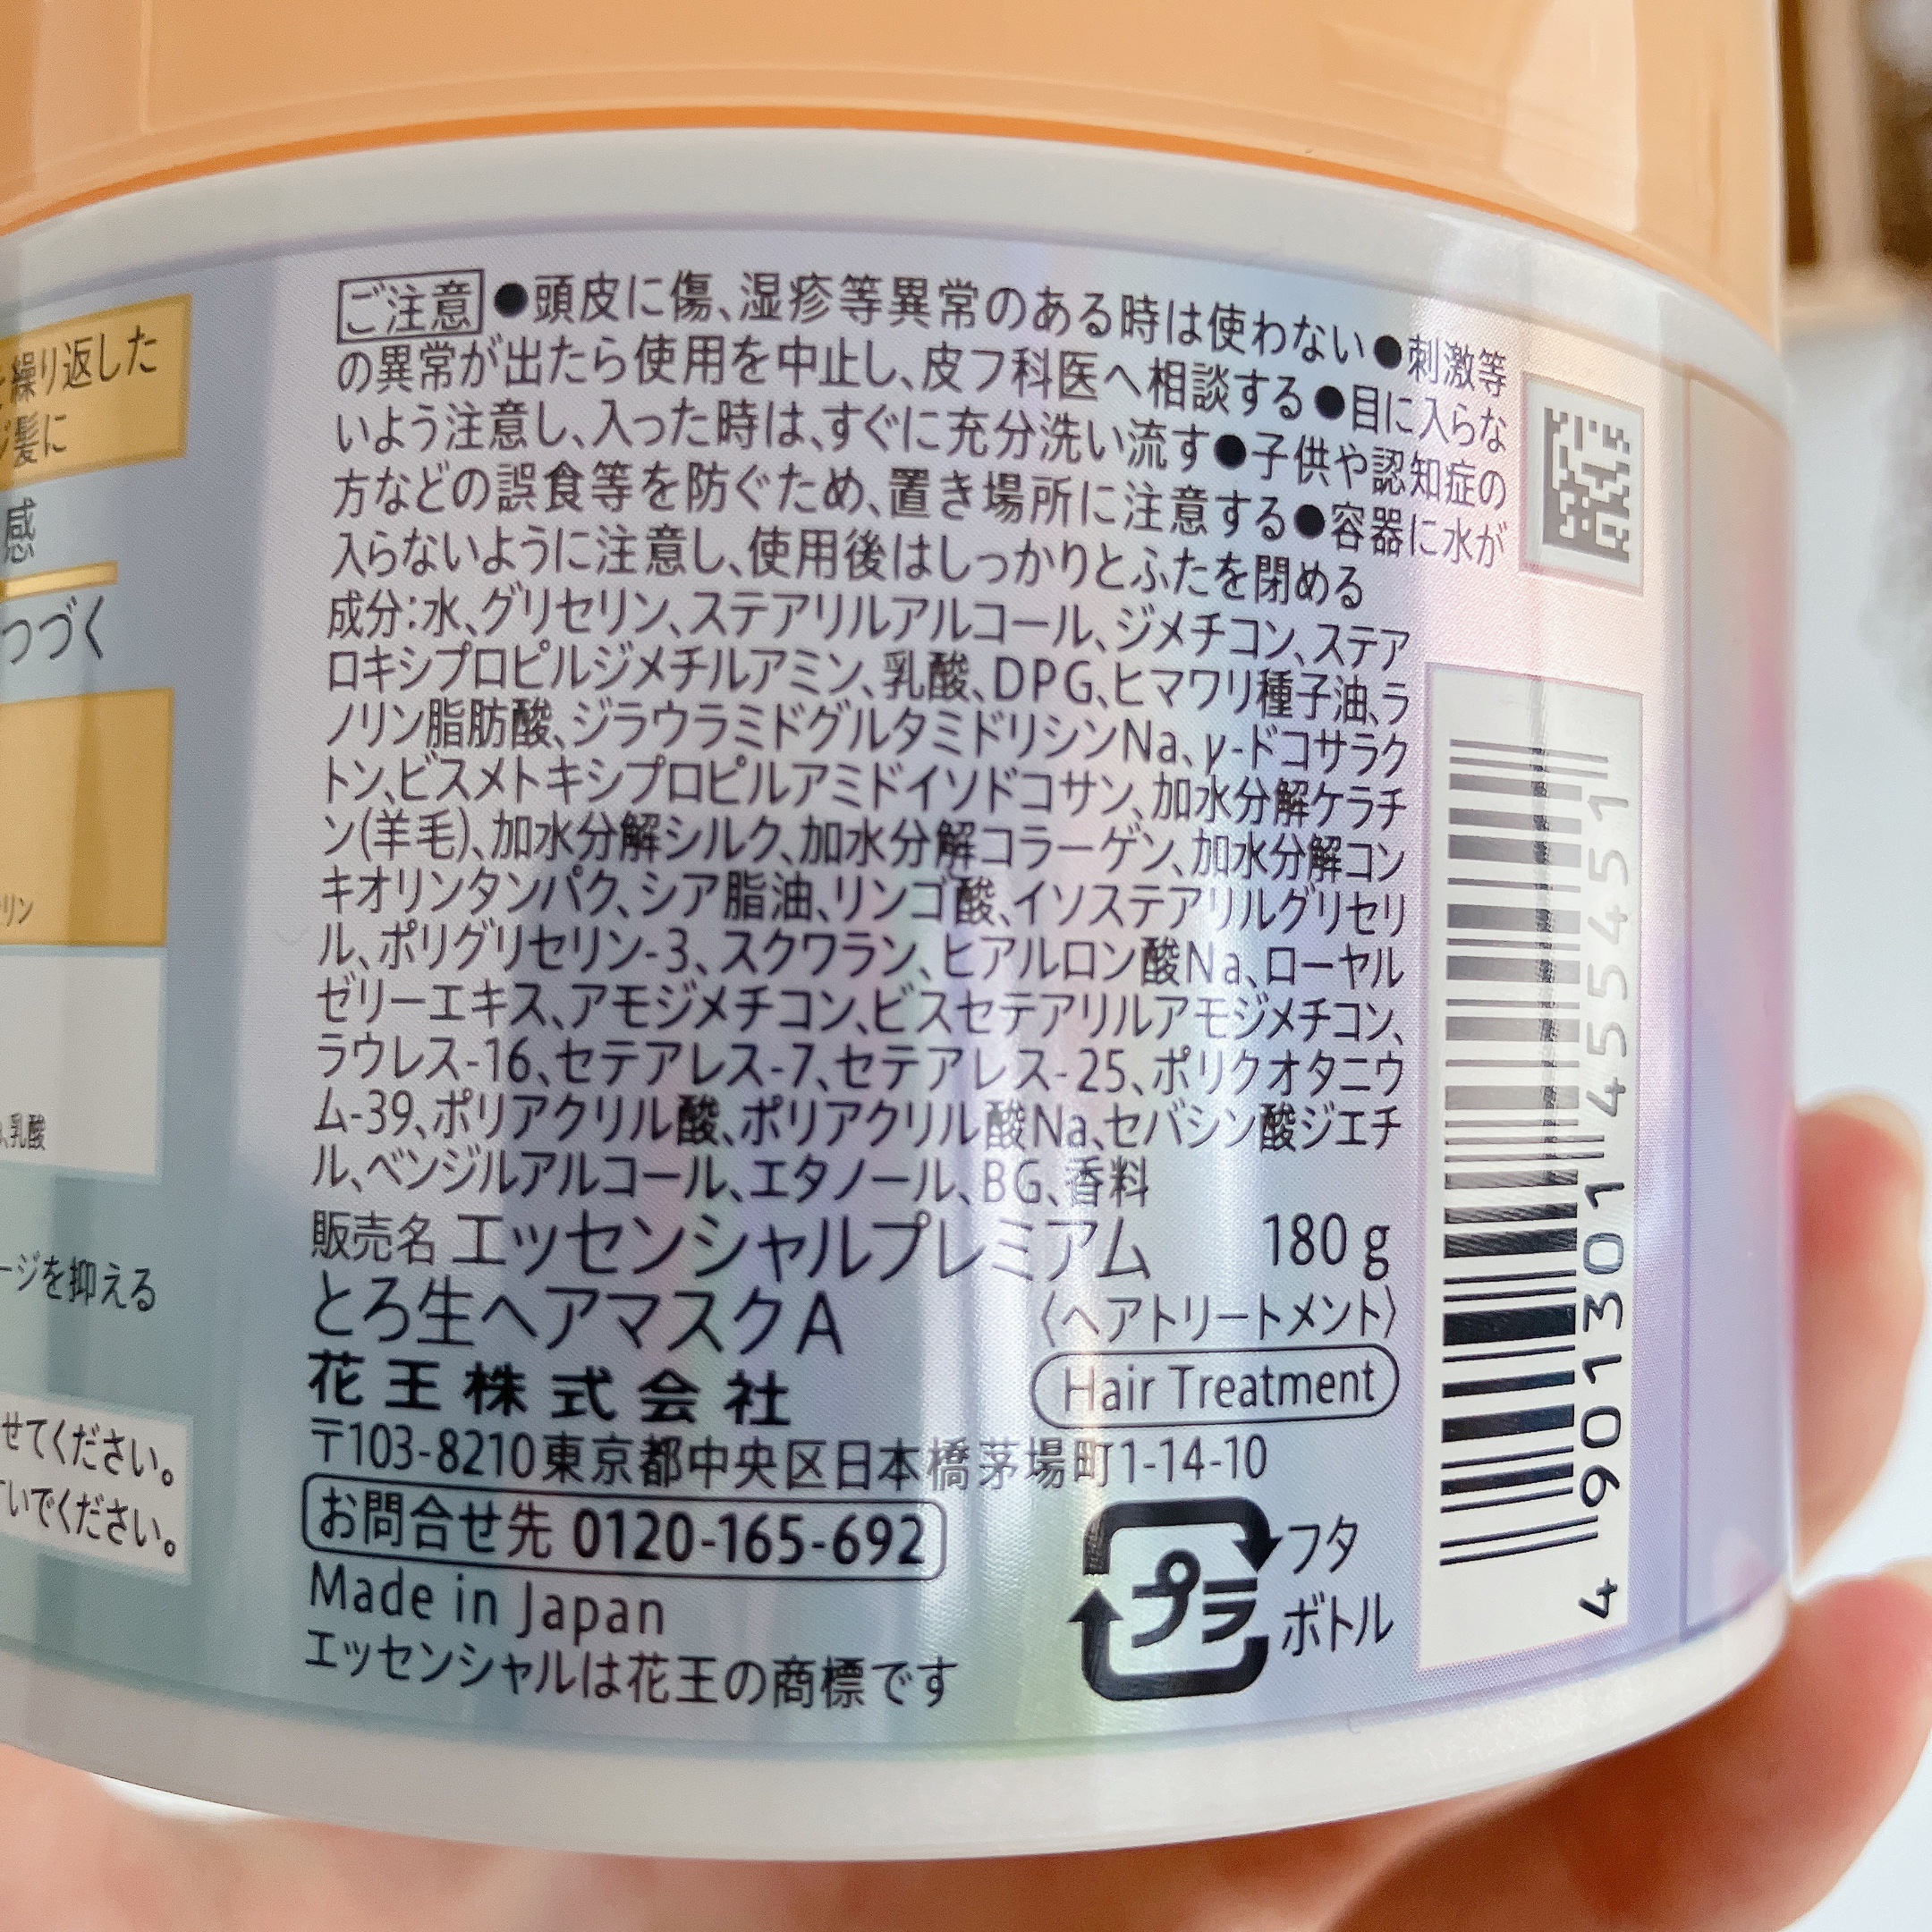 繰り返した
髪に
感
つづく
リン
乳酸
ージを抑える
せてください。
いでください。
ご注意 ●頭皮に傷、湿疹等異常のある時は使わない●刺激等
の異常が出たら使用を中止し、皮フ科医へ相談する●目に入らな
いよう注意し、入った時は、すぐに充分洗い流す●子供や認知症の
方などの誤食等を防ぐため、置き場所に注意する●容器に水が
入らないように注意し、使用後はしっかりとふたを閉める
成分：水、グリセリン、ステアリルアルコール、ジメチコン、ステア
ロキシプロピルジメチルアミン、乳酸、DPG、ヒマワリ種子油、ラ
ノリン脂肪酸、ジラウラミドグルタミドリシンNa、γ-ドコサラク
トン、ビスメトキシプロピルアミドイソドコサン、加水分解ケラチ
ン(羊毛)、加水分解シルク、加水分解コラーゲン、加水分解コン
キオリンタンパク、シア脂油、リンゴ酸、イソステアリルグリセリ
ル、ポリグリセリン-3、スクワラン、ヒアルロン酸Na、ローヤル
ゼリーエキス、アモジメチコン、ビスセテアリルアモジメチコン、
ラウレス-16、セテアレス-7、セテアレス-25、ポリクオタニウ
ム-39、ポリアクリル酸、ポリアクリル酸Na、セバシン酸ジエチ
ル、ベンジルアルコール、エタノール、BG、香料
販売名 エッセンシャルプレミアム 180 g
とろ生ヘアマスクA 〈ヘアトリートメント〉
花王株式会社 Hair Treatment
〒103-8210東京都中央区日本橋茅場町1-14-10
お問合せ先 0120-165-692
Made in Japan
エッセンシャルは花王の商標です
プラ
フタ
ボトル
4 901301 455451